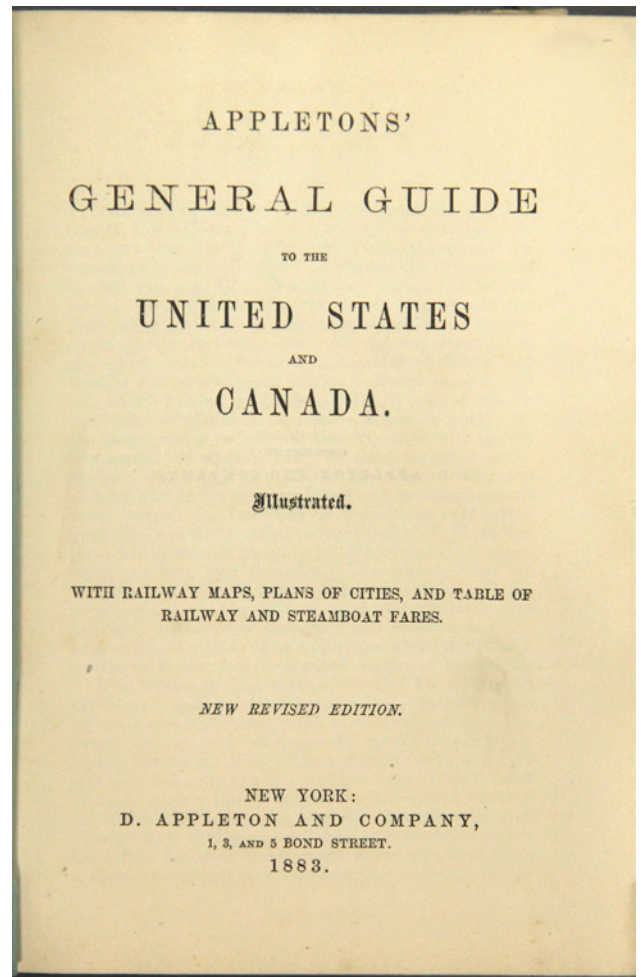 APPLETONS'
GENERAL GUIDE
TO THE
UNITED STATES
AND
CANADA.
Illustrated.
WITH RAILWAY MAPS, PLANS OF CITIES, AND TABLE OF
RAILWAY AND STEAMBOAT FARES.
NEW REVISED EDITION.
NEW YORK:
D. APPLETON AND COMPANY,
1, 3, AND 5 BOND STREET.
1883.